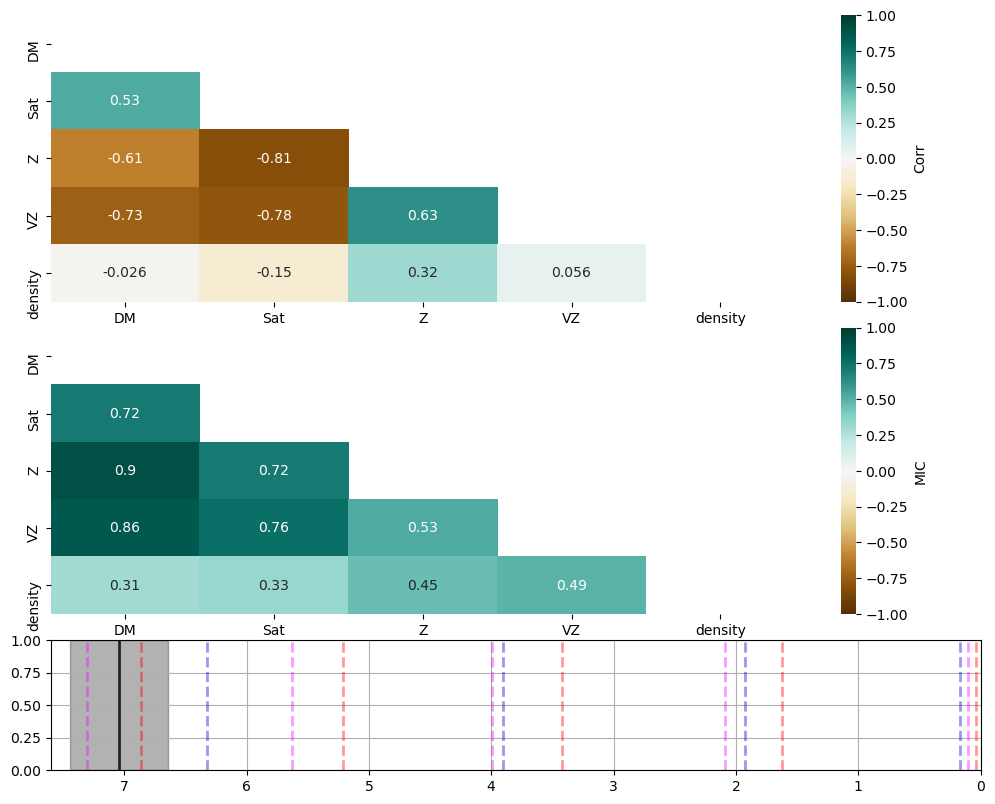 DM
Sat
Z
VZ
density
0.53
-0.61 -0.81
-0.73 -0.78 0.63
-0.026 -0.15 0.32 0.056
DM Sat Z VZ density
1.00
0.75
0.50
0.25
0.00
−0.25
−0.50
−0.75
−1.00
Corr
DM
Sat
Z
VZ
density
0.72
0.9 0.72
0.86 0.76 0.53
0.31 0.33 0.45 0.49
DM Sat Z VZ density
1.00
0.75
0.50
0.25
0.00
−0.25
−0.50
−0.75
−1.00
MIC
1.00
0.75
0.50
0.25
0.00
7 6 5 4 3 2 1 0